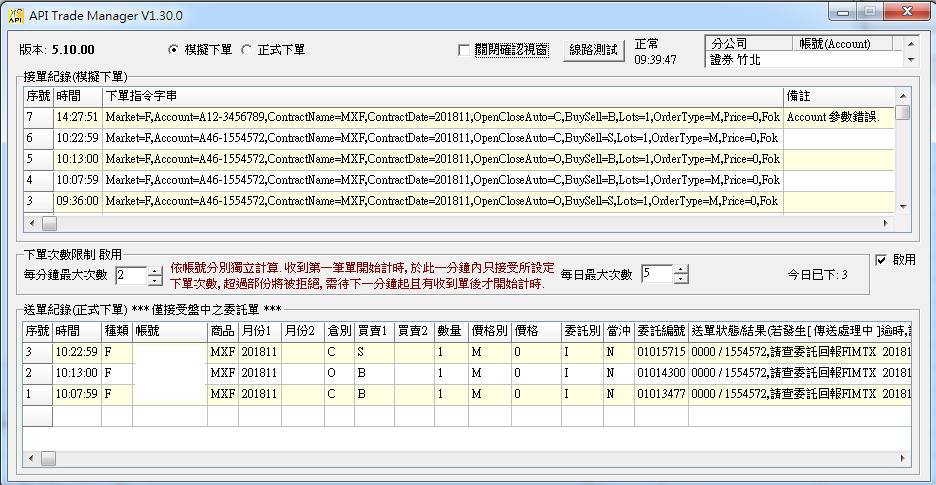 API Trade Manager V1.30.0
版本: 5.10.00 模擬下單 正式下單 關閉確認視窗 線路測試 正常 09:39:47
分公司 帳號(Account)
證券 竹北
接單紀錄(模擬下單)
序號 時間 下單指令字串 備註
7 14:27:51 Market=F,Account=A12-3456789,ContractName=MXF,ContractDate=201811,OpenCloseAuto=C,BuySell=B,Lots=1,OrderType=M,Price=0,Fok Account 參數錯誤.
6 10:22:59 Market=F,Account=A46-1554572,ContractName=MXF,ContractDate=201811,OpenCloseAuto=C,BuySell=S,Lots=1,OrderType=M,Price=0,Fok
5 10:13:00 Market=F,Account=A46-1554572,ContractName=MXF,ContractDate=201811,OpenCloseAuto=O,BuySell=B,Lots=1,OrderType=M,Price=0,Fok
4 10:07:59 Market=F,Account=A46-1554572,ContractName=MXF,ContractDate=201811,OpenCloseAuto=C,BuySell=B,Lots=1,OrderType=M,Price=0,Fok
3 09:36:00 Market=F,Account=A46-1554572,ContractName=MXF,ContractDate=201811,OpenCloseAuto=O,BuySell=S,Lots=1,OrderType=M,Price=0,Fok
下單次數限制 啟用
每分鐘最大次數 2 依帳號分別獨立計算. 收到第一筆單開始計時, 於此一分鐘內只接受所設定
下單次數, 超過部份將被拒絕, 需待下一分鐘起且有收到單後才開始計時.
每日最大次數 5 今日已下: 3 啟用
送單紀錄(正式下單) *** 僅接受盤中之委託單 ***
序號 時間 種類 帳號 商品 月份1 月份2 倉別 買賣1 買賣2 數量 價格別 價格 委託別 當沖 委託編號 送單狀態/結果(若發生[ 傳送處理中 ]逾時,
3 10:22:59 F MXF 201811 C S 1 M 0 I N 01015715 0000 / 1554572,請查委託回報FIMTX 20181
2 10:13:00 F MXF 201811 O B 1 M 0 I N 01014300 0000 / 1554572,請查委託回報FIMTX 20181
1 10:07:59 F MXF 201811 C B 1 M 0 I N 01013477 0000 / 1554572,請查委託回報FIMTX 20181